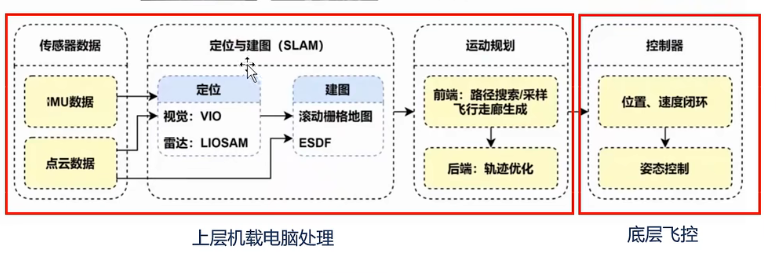 传感器数据
IMU数据
点云数据
定位与建图（SLAM）
定位
视觉：VIO
雷达：LIOSAM
建图
滚动栅格地图
ESDF
运动规划
前端：路径搜索/采样
飞行走廊生成
后端：轨迹优化
控制器
位置、速度闭环
姿态控制
上层机载电脑处理
底层飞控